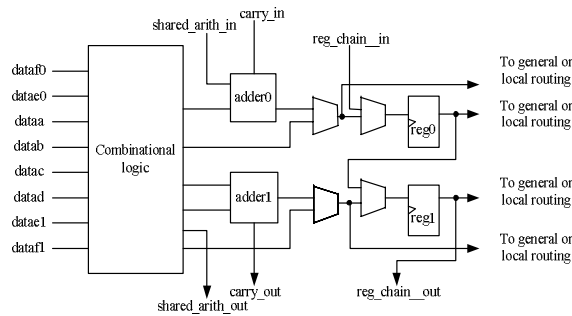 carry_in
shared_arith_in
reg_chain__in
To general or
local routing
dataf0
datae0
dataa
datab
datac
datad
datae1
dataf1
Combinational
logic
adder0
reg0
To general or
local routing
adder1
reg1
To general or
local routing
To general or
local routing
carry_out
reg_chain__out
shared_arith_out